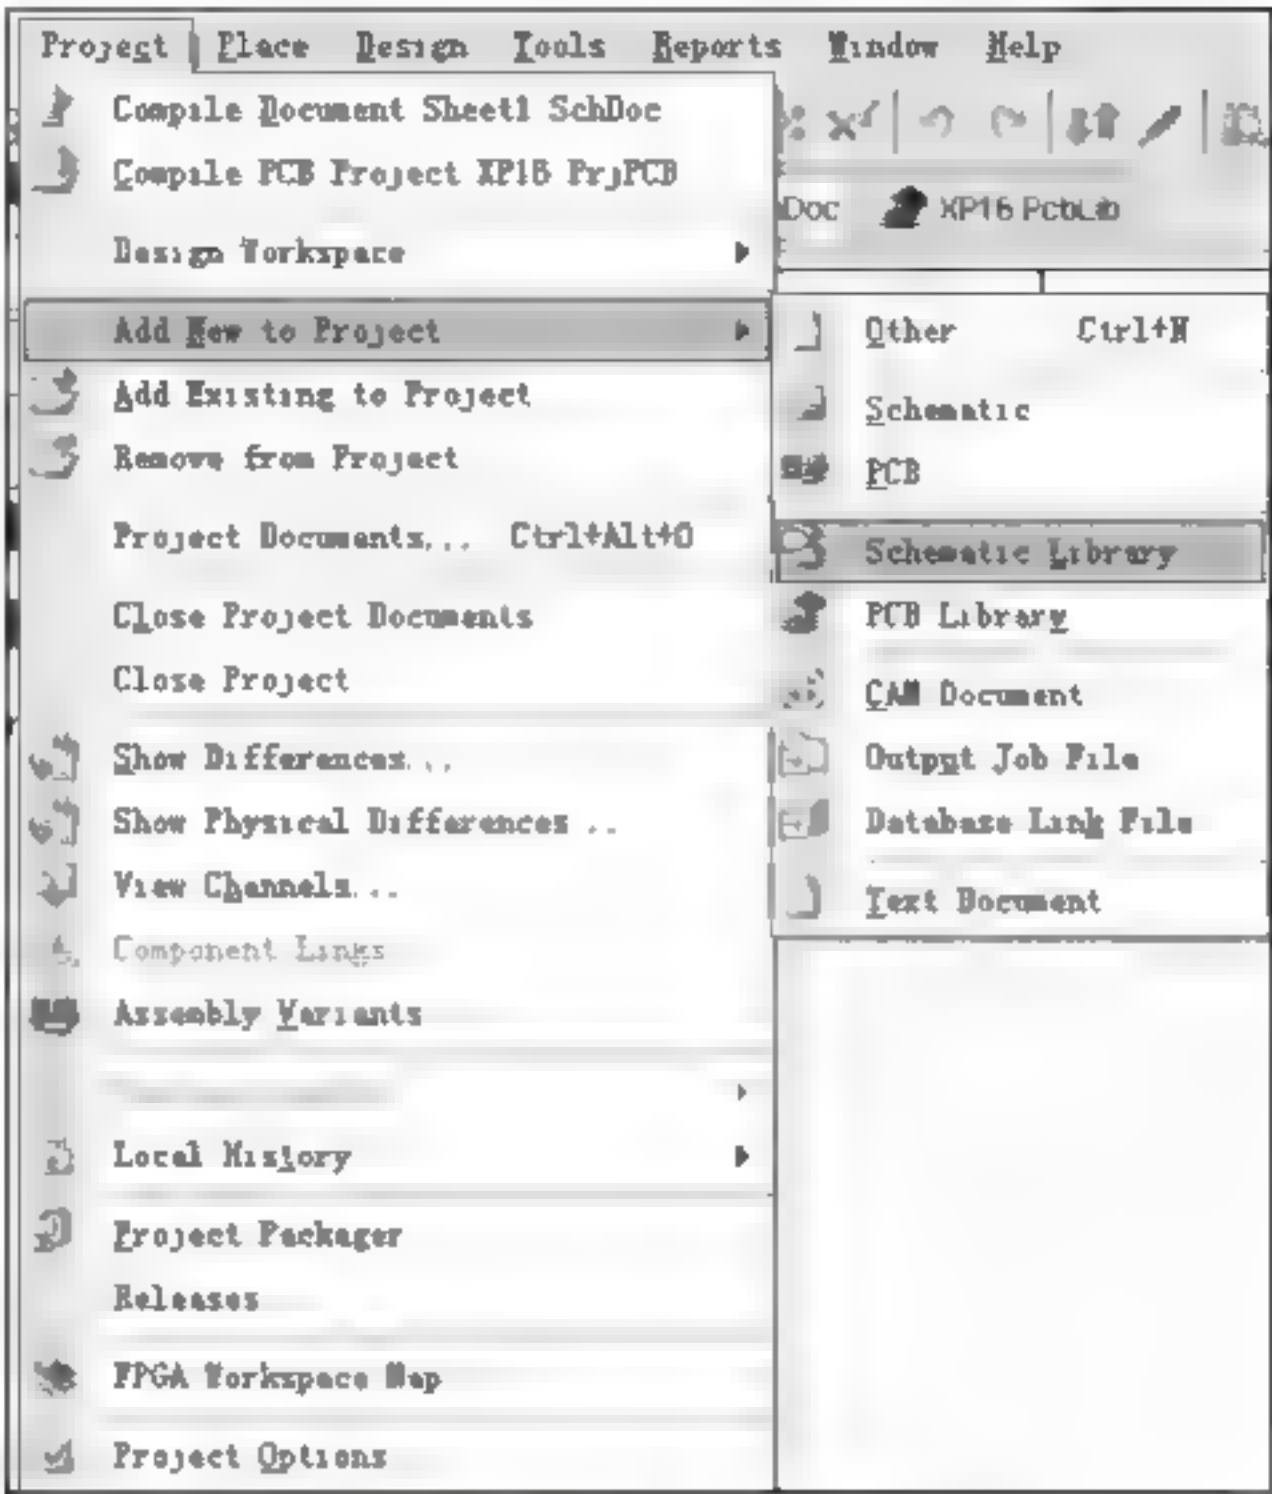 Project Place Design Tools Reports Window Help
Compile Document Sheet1 SchDoc
Compile PCB Project XP16 PrjPCB
Doc XP16 PcbLib
Design Workspace
Add New to Project
Other Ctrl+N
Add Existing to Project
Schematic
Remove from Project
PCB
Project Documents... Ctrl+Alt+O
Schematic Library
Close Project Documents
PCB Library
Close Project
CAM Document
Show Differences...
Output Job File
Show Physical Differences ..
Database Link File
View Channels...
Text Document
Component Links
Assembly Variants
Local History
Project Packager
Releases
FPGA Workspace Map
Project Options